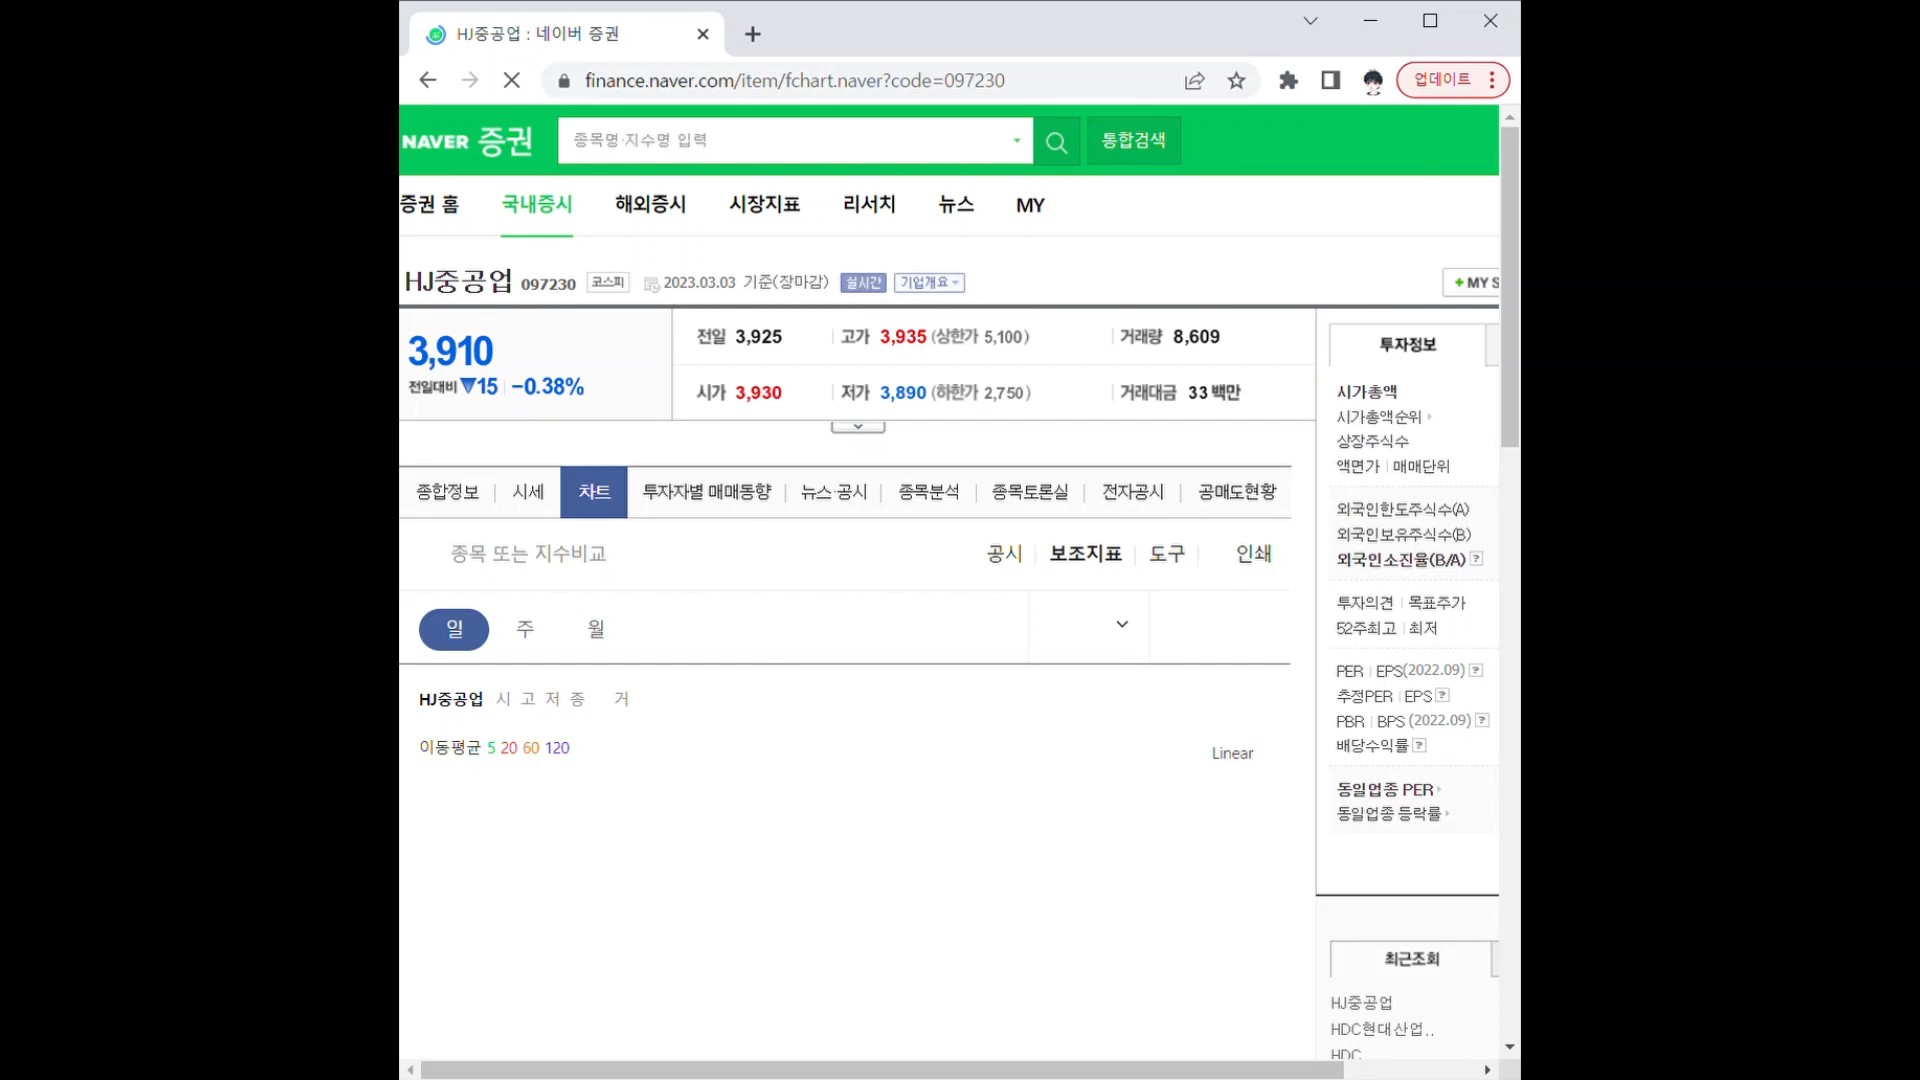 HJ중공업 : 네이버 증권
finance.naver.com/item/fchart.naver?code=097230
업데이트
NAVER 증권
종목명·지수명 입력
통합검색
증권 홈 국내증시 해외증시 시장지표 리서치 뉴스 MY
HJ중공업 097230 코스피 2023.03.03 기준(장마감) 실시간 기업개요
+ MY S
3,910
전일대비 ▼15 -0.38%
전일 3,925 고가 3,935 (상한가 5,100) 거래량 8,609
시가 3,930 저가 3,890 (하한가 2,750) 거래대금 33 백만
종합정보 시세 차트 투자자별 매매동향 뉴스·공시 종목분석 종목토론실 전자공시 공매도현황
종목 또는 지수비교 공시 보조지표 도구 인쇄
일 주 월
HJ중공업 시 고 저 종 거
이동평균 5 20 60 120
Linear
투자정보
시가총액
시가총액순위
상장주식수
액면가 | 매매단위
외국인한도주식수(A)
외국인보유주식수(B)
외국인소진율(B/A) ?
투자의견 | 목표주가
52주최고 | 최저
PER | EPS(2022.09) ?
추정PER | EPS ?
PBR | BPS (2022.09) ?
배당수익률 ?
동일업종 PER
동일업종 등락률
최근조회
HJ중공업
HDC현대산업..
HDC